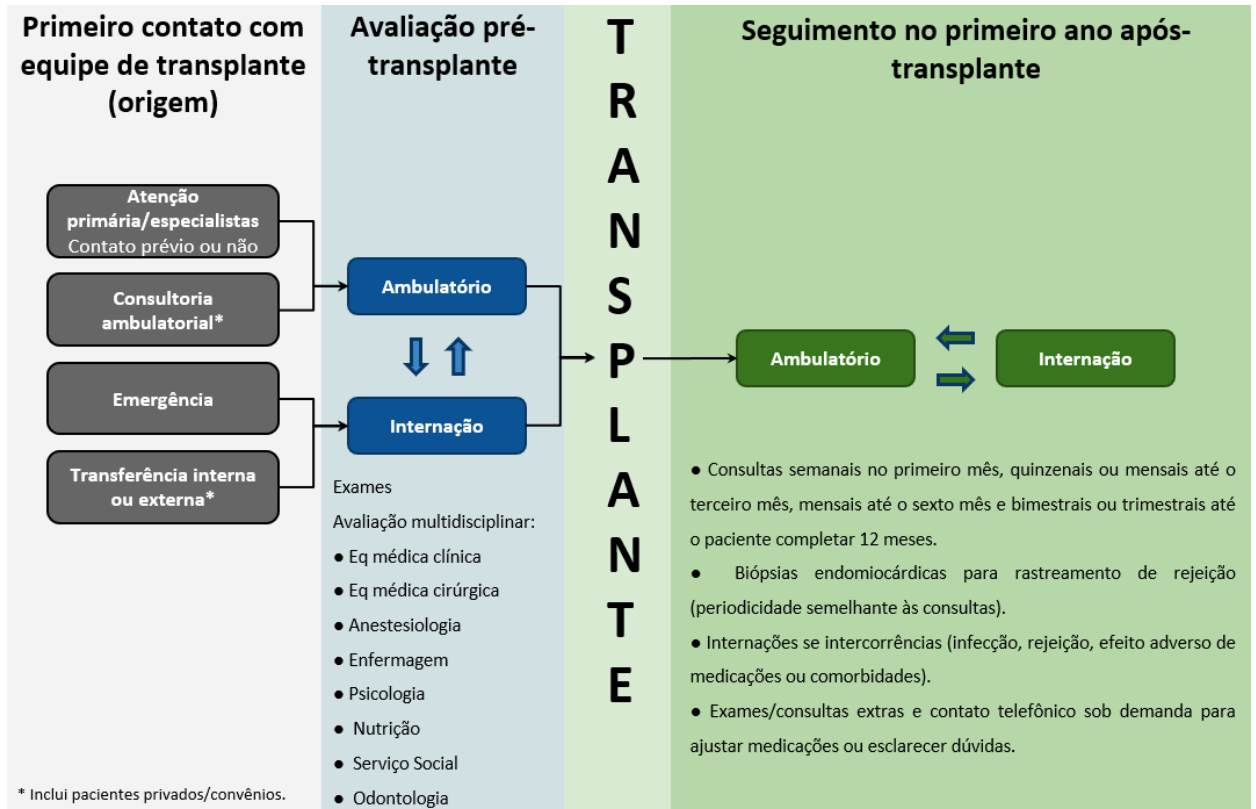 Primeiro contato com
equipe de transplante
(origem)
Atenção
primária/especialistas
Contato prévio ou não
Consultoria
ambulatorial*
Emergência
Transferência interna
ou externa*
* Inclui pacientes privados/convênios.
Avaliação pré-
transplante
Ambulatório
Internação
Exames
Avaliação multidisciplinar:
● Eq médica clínica
● Eq médica cirúrgica
● Anestesiologia
● Enfermagem
● Psicologia
● Nutrição
● Serviço Social
● Odontologia
T
R
A
N
S
P
L
A
N
T
E
Seguimento no primeiro ano após-
transplante
Ambulatório
Internação
● Consultas semanais no primeiro mês, quinzenais ou mensais até o
terceiro mês, mensais até o sexto mês e bimestrais ou trimestrais até
o paciente completar 12 meses.
● Biópsias endomiocárdicas para rastreamento de rejeição
(periodicidade semelhante às consultas).
● Internações se intercorrências (infecção, rejeição, efeito adverso de
medicações ou comorbidades).
● Exames/consultas extras e contato telefônico sob demanda para
ajustar medicações ou esclarecer dúvidas.